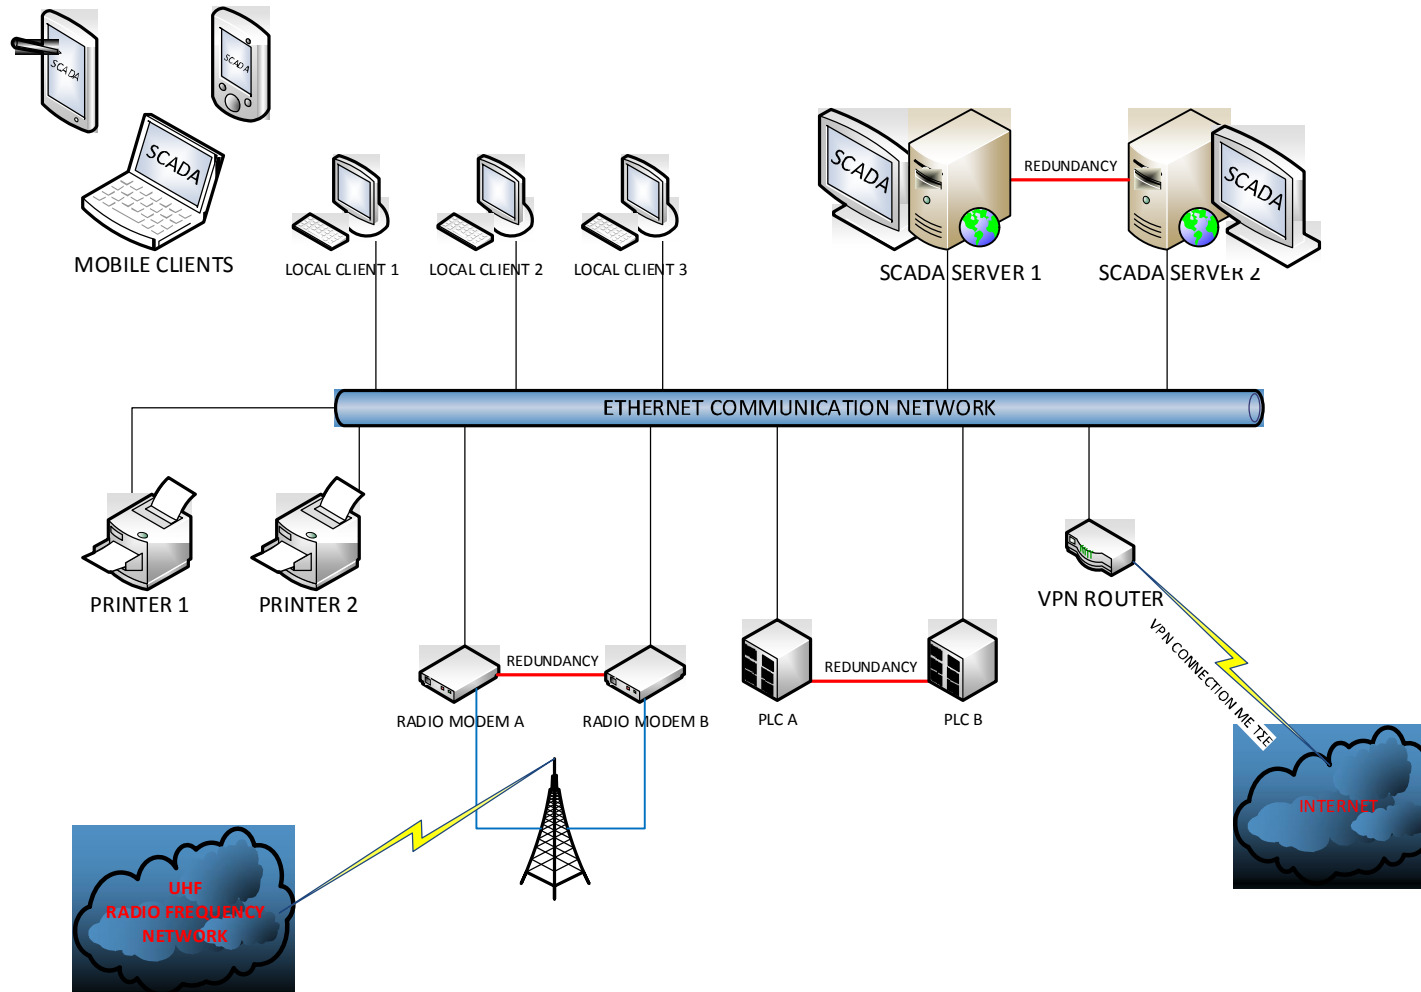 SCADA
SCADA
SCADA
MOBILE CLIENTS
LOCAL CLIENT 1
LOCAL CLIENT 2
LOCAL CLIENT 3
SCADA
REDUNDANCY
SCADA
SCADA SERVER 1
SCADA SERVER 2
ETHERNET COMMUNICATION NETWORK
PRINTER 1
PRINTER 2
VPN ROUTER
REDUNDANCY
REDUNDANCY
RADIO MODEM A
RADIO MODEM B
PLC A
PLC B
VPN CONNECTION ΜΕ ΤΣΕ
INTERNET
UHF
RADIO FREQUENCY
NETWORK